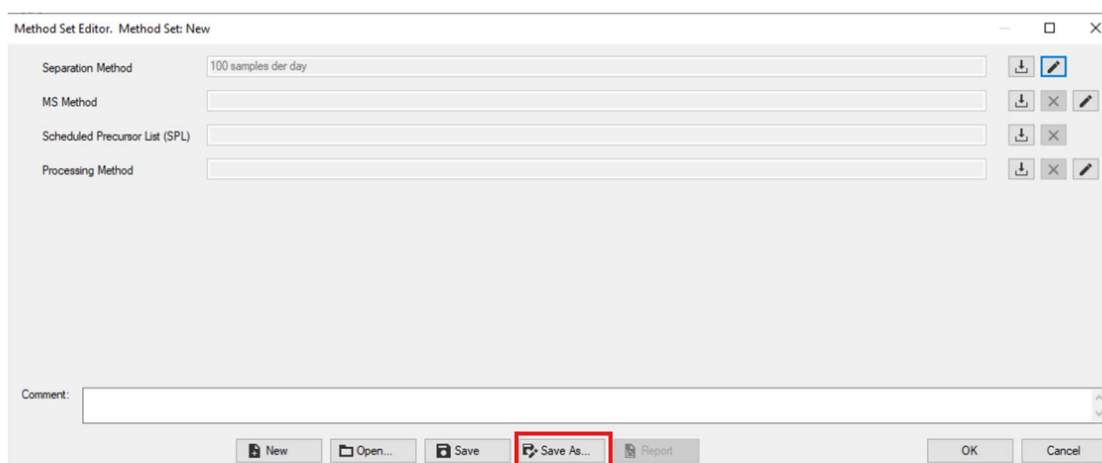 Method Set Editor. Method Set: New
Separation Method 100 samples der day
MS Method
Scheduled Precursor List (SPL)
Processing Method
Comment:
New Open... Save Save As... Report OK Cancel